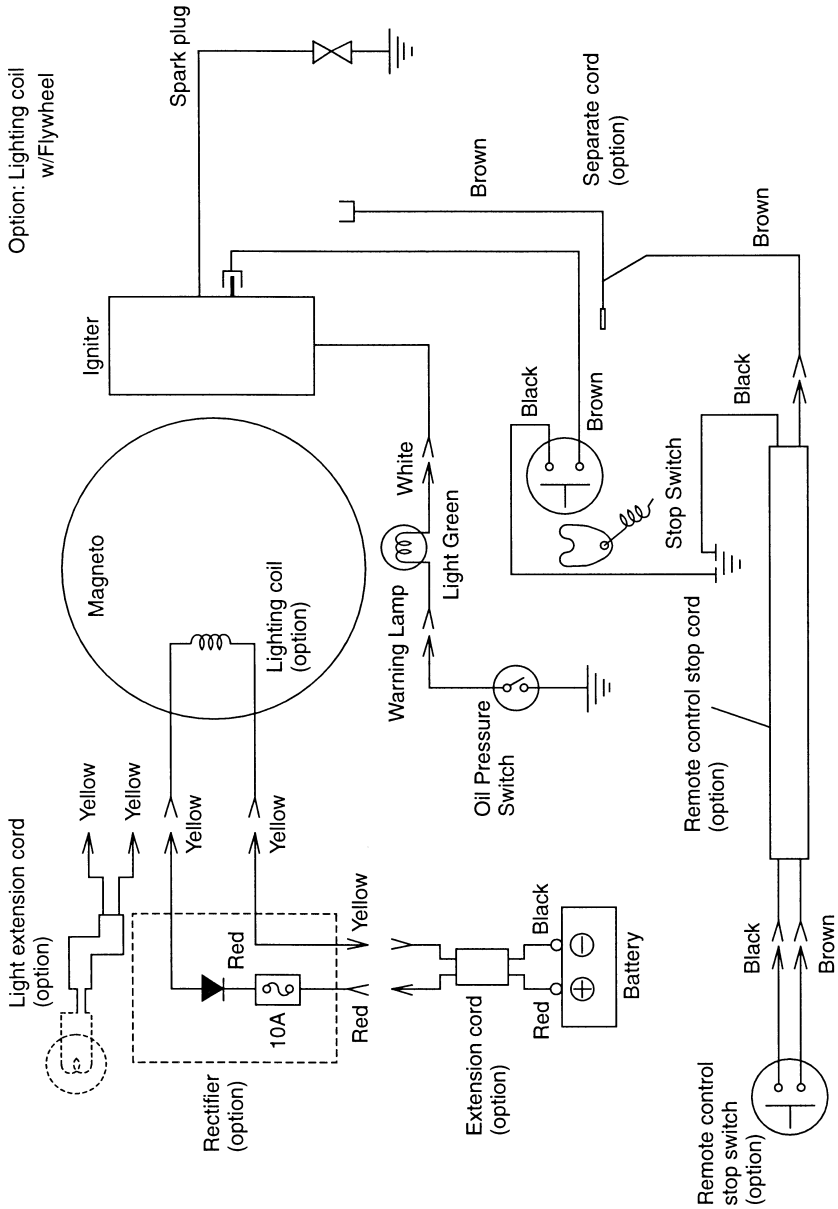 Light extension cord
(option)
Option: Lighting coil
w/Flywheel
Yellow
Yellow
Magneto
Igniter
Spark plug
Yellow
Yellow
Rectifier
(option)
Red
10A
Lighting coil
(option)
Red
Yellow
Warning Lamp
White
Light Green
Extension cord
(option)
Oil Pressure
Switch
Brown
Red
Black
+
−
Battery
Black
Brown
Separate cord
(option)
Stop Switch
Remote control stop cord
(option)
Remote control
stop switch
(option)
Black
Brown
Black
Brown